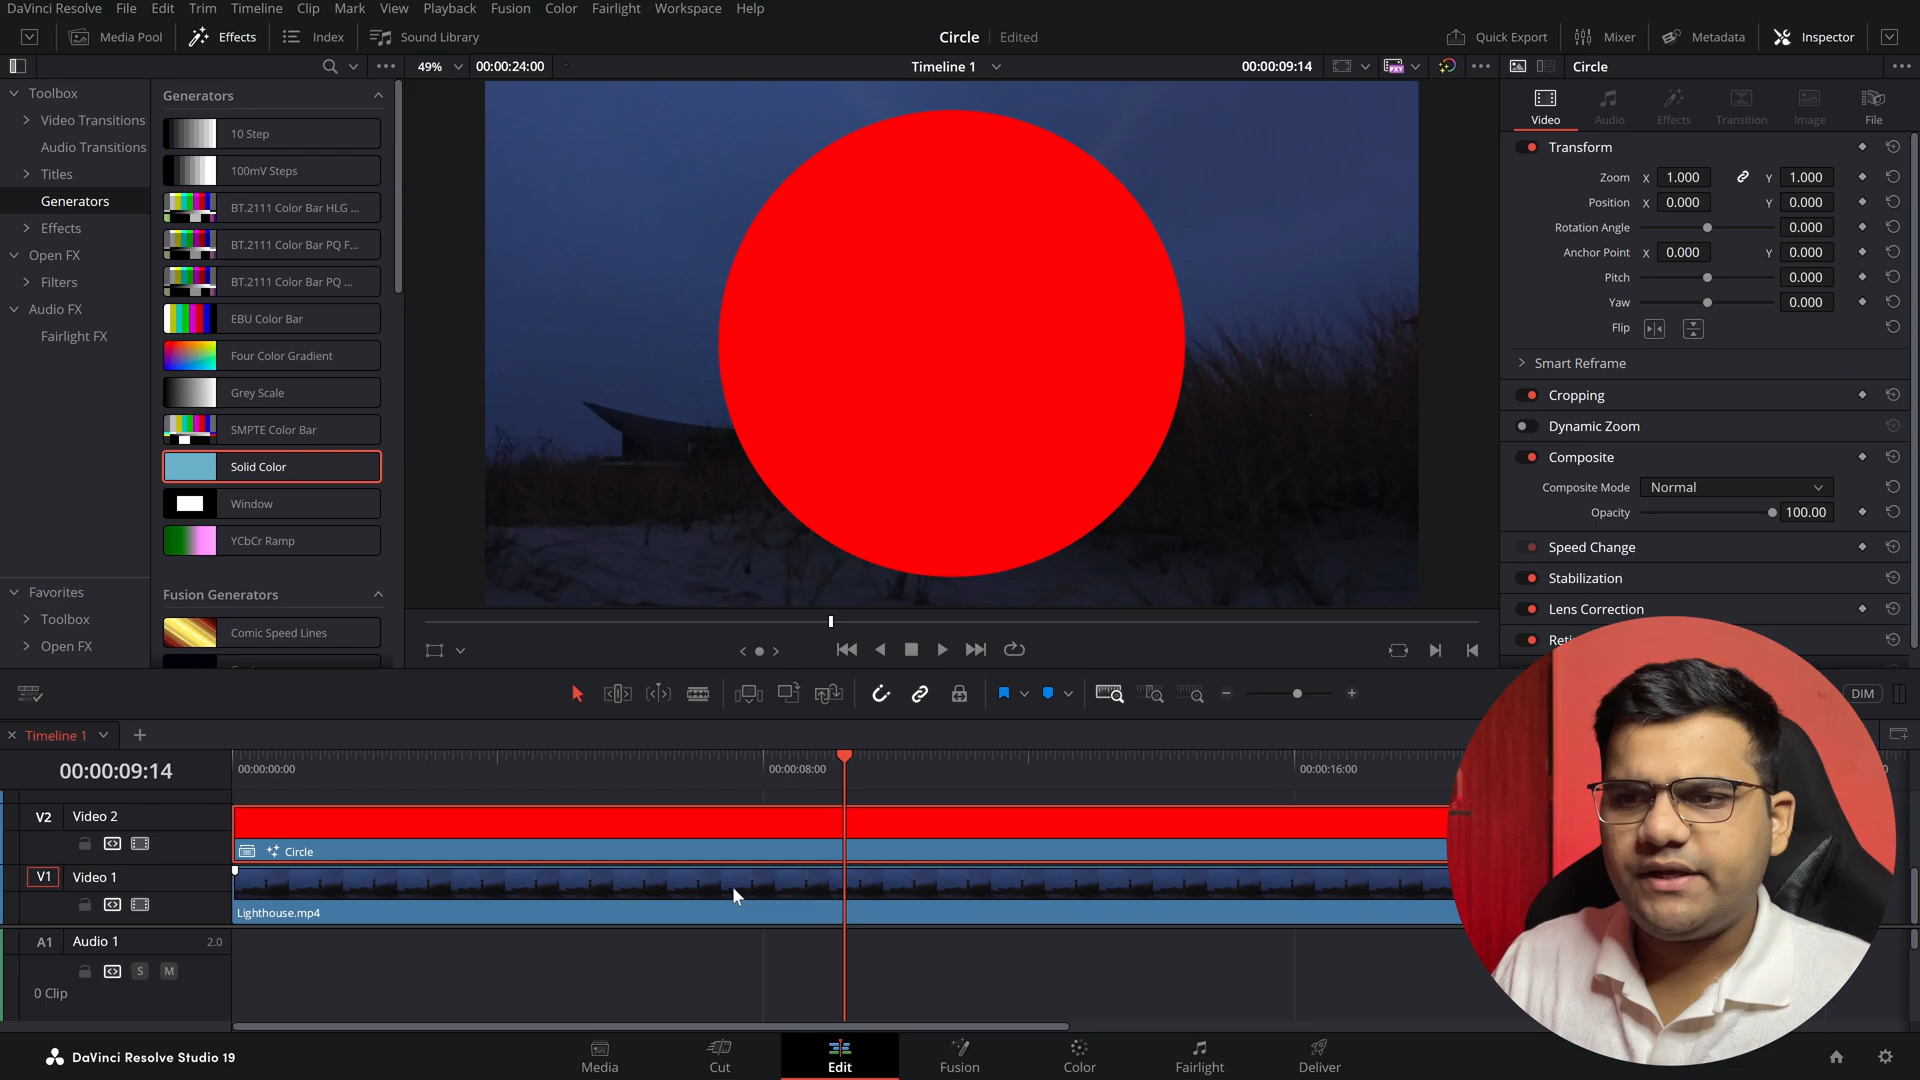 DaVinci Resolve File Edit Trim Timeline Clip Mark View Playback Fusion Color Fairlight Workspace Help
Media Pool Effects Index Sound Library Circle Edited Quick Export Mixer Metadata Inspector
49% 00:00:24:00 Timeline 1 00:00:09:14 PXY Circle
Toolbox
Video Transitions
Audio Transitions
Titles
Generators
Effects
Open FX
Filters
Audio FX
Fairlight FX
Favorites
Toolbox
Open FX
Generators
10 Step
100mV Steps
BT.2111 Color Bar HLG ...
BT.2111 Color Bar PQ F...
BT.2111 Color Bar PQ ...
EBU Color Bar
Four Color Gradient
Grey Scale
SMPTE Color Bar
Solid Color
Window
YCbCr Ramp
Fusion Generators
Comic Speed Lines
Video Audio Effects Transition Image File
Transform
Zoom X 1.000 Y 1.000
Position X 0.000 Y 0.000
Rotation Angle 0.000
Anchor Point X 0.000 Y 0.000
Pitch 0.000
Yaw 0.000
Flip
Smart Reframe
Cropping
Dynamic Zoom
Composite
Composite Mode Normal
Opacity 100.00
Speed Change
Stabilization
Lens Correction
DIM
Timeline 1
00:00:09:14 00:00:00:00 00:00:08:00 00:00:16:00
V2 Video 2
Circle
V1 Video 1
Lighthouse.mp4
A1 Audio 1 2.0
S M
0 Clip
DaVinci Resolve Studio 19 Media Cut Edit Fusion Color Fairlight Deliver